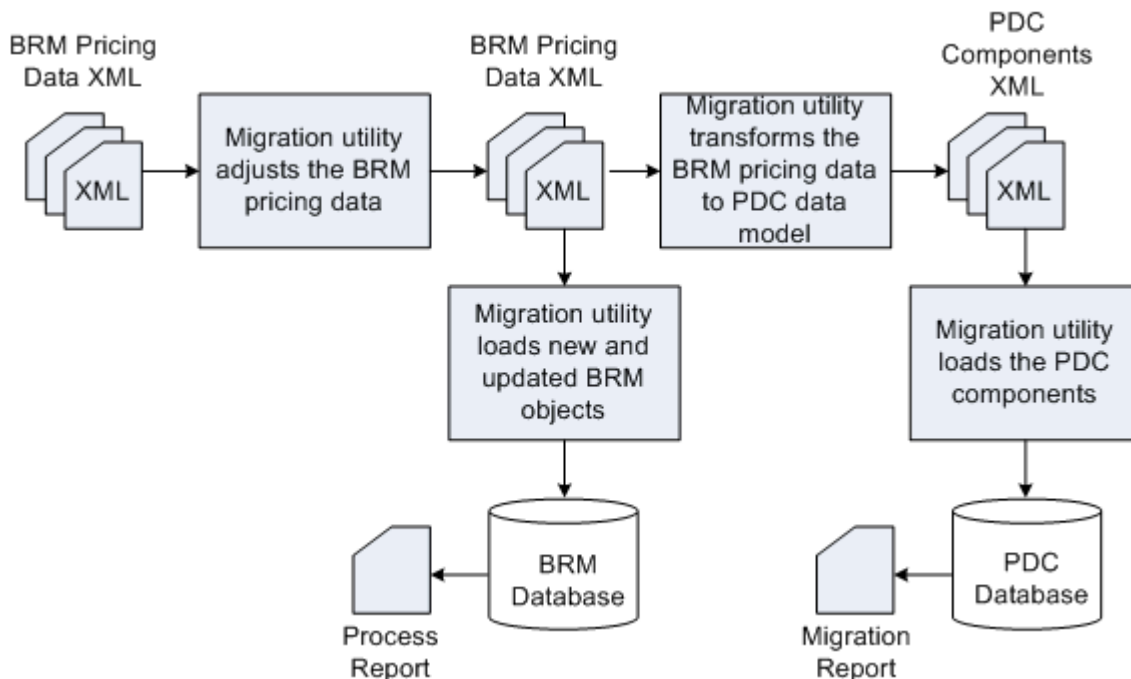 BRM Pricing
Data XML
XML
Migration utility
adjusts the BRM
pricing data
BRM Pricing
Data XML
XML
Migration utility
transforms the
BRM pricing data
to PDC data
model
PDC
Components
XML
XML
Migration utility
loads new and
updated BRM
objects
Migration utility
loads the PDC
components
BRM
Database
Process
Report
PDC
Database
Migration
Report